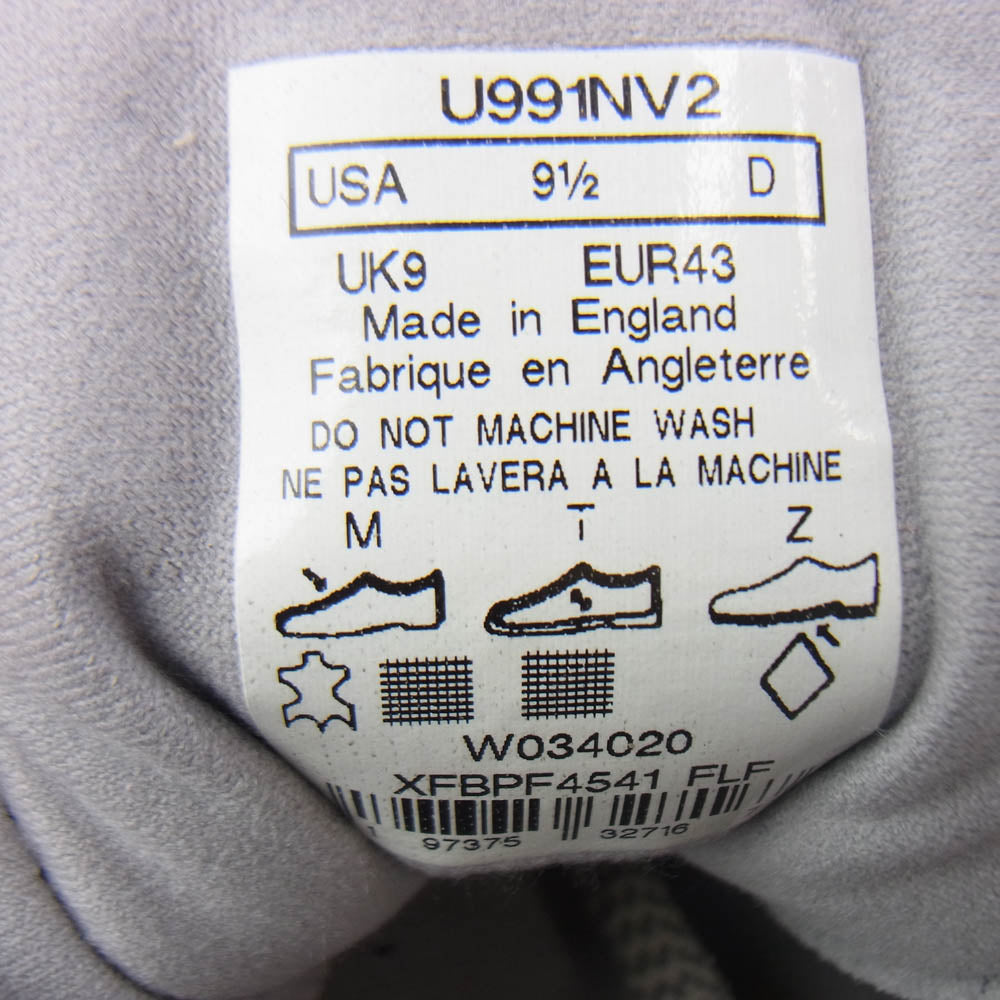 U991NV2
USA 9½ D
UK9 EUR43
Made in England
Fabrique en Angleterre
DO NOT MACHINE WASH
NE PAS LAVERA A LA MACHINE
M T Z
W034020
XFBPF4541 FLF
1 97375 32716